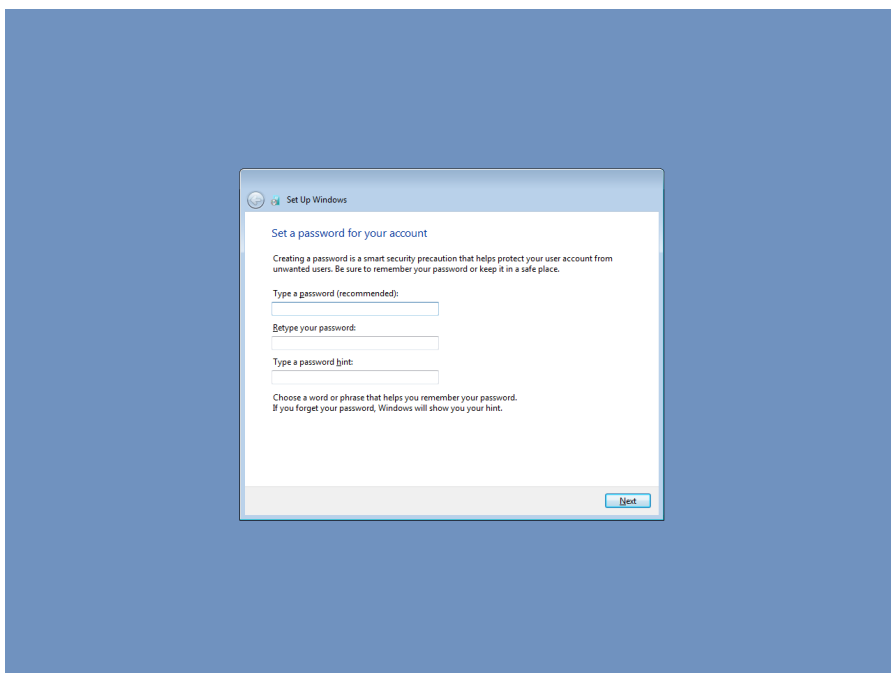 Set Up Windows
Set a password for your account
Creating a password is a smart security precaution that helps protect your user account from
unwanted users. Be sure to remember your password or keep it in a safe place.
Type a password (recommended):
Retype your password:
Type a password hint:
Choose a word or phrase that helps you remember your password.
If you forget your password, Windows will show you your hint.
Next